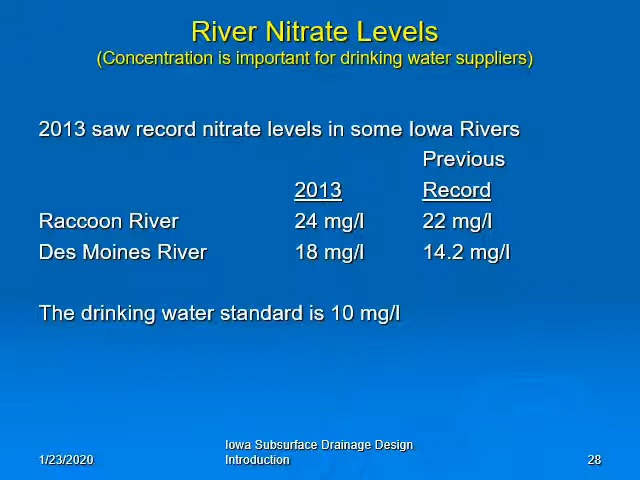 River Nitrate Levels
(Concentration is important for drinking water suppliers)
2013 saw record nitrate levels in some Iowa Rivers
Previous
2013 Record
Raccoon River 24 mg/l 22 mg/l
Des Moines River 18 mg/l 14.2 mg/l
The drinking water standard is 10 mg/l
1/23/2020
Iowa Subsurface Drainage Design
Introduction
28